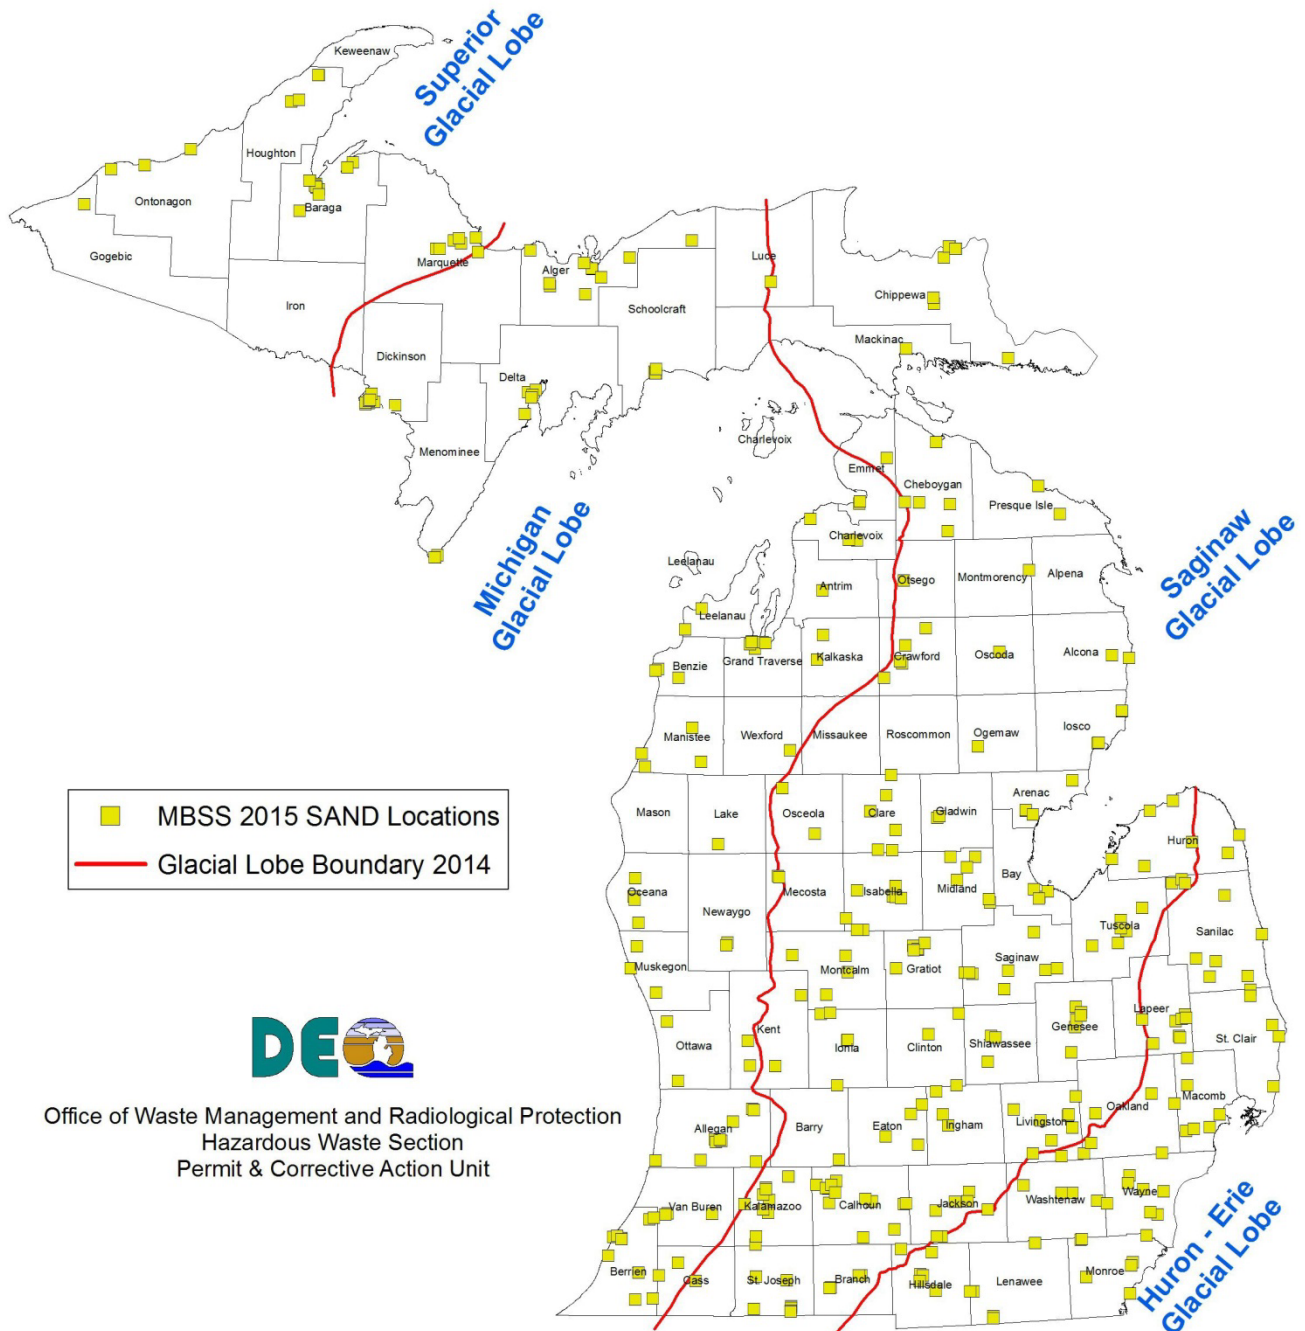 Superior
Glacial Lobe
Keweenaw
Houghton
Ontonagon
Baraga
Gogebic
Marquette
Alger
Luce
Iron
Schoolcraft
Chippewa
Mackinac
Dickinson
Delta
Menominee
Charlevoix
Emmet
Cheboygan
Presque Isle
Michigan
Glacial Lobe
Charlevoix
Leelanau
Antrim
Otsego
Montmorency
Alpena
Saginaw
Glacial Lobe
Leelanau
Benzie
Grand Traverse
Kalkaska
Crawford
Oscoda
Alcona
Manistee
Wexford
Missaukee
Roscommon
Ogemaw
Iosco
MBSS 2015 SAND Locations
Glacial Lobe Boundary 2014
Mason
Lake
Osceola
Clare
Gladwin
Arenac
Huron
Oceana
Newaygo
Mecosta
Isabella
Midland
Bay
Tuscola
Sanilac
Muskegon
Montcalm
Gratiot
Saginaw
Lapeer
Genesee
St. Clair
Ottawa
Kent
Ionia
Clinton
Shiawassee
DEQ
Office of Waste Management and Radiological Protection
Hazardous Waste Section
Permit & Corrective Action Unit
Allegan
Barry
Eaton
Ingham
Livingston
Oakland
Macomb
Van Buren
Kalamazoo
Calhoun
Jackson
Washtenaw
Wayne
Berrien
Cass
St. Joseph
Branch
Hillsdale
Lenawee
Monroe
Huron - Erie
Glacial Lobe